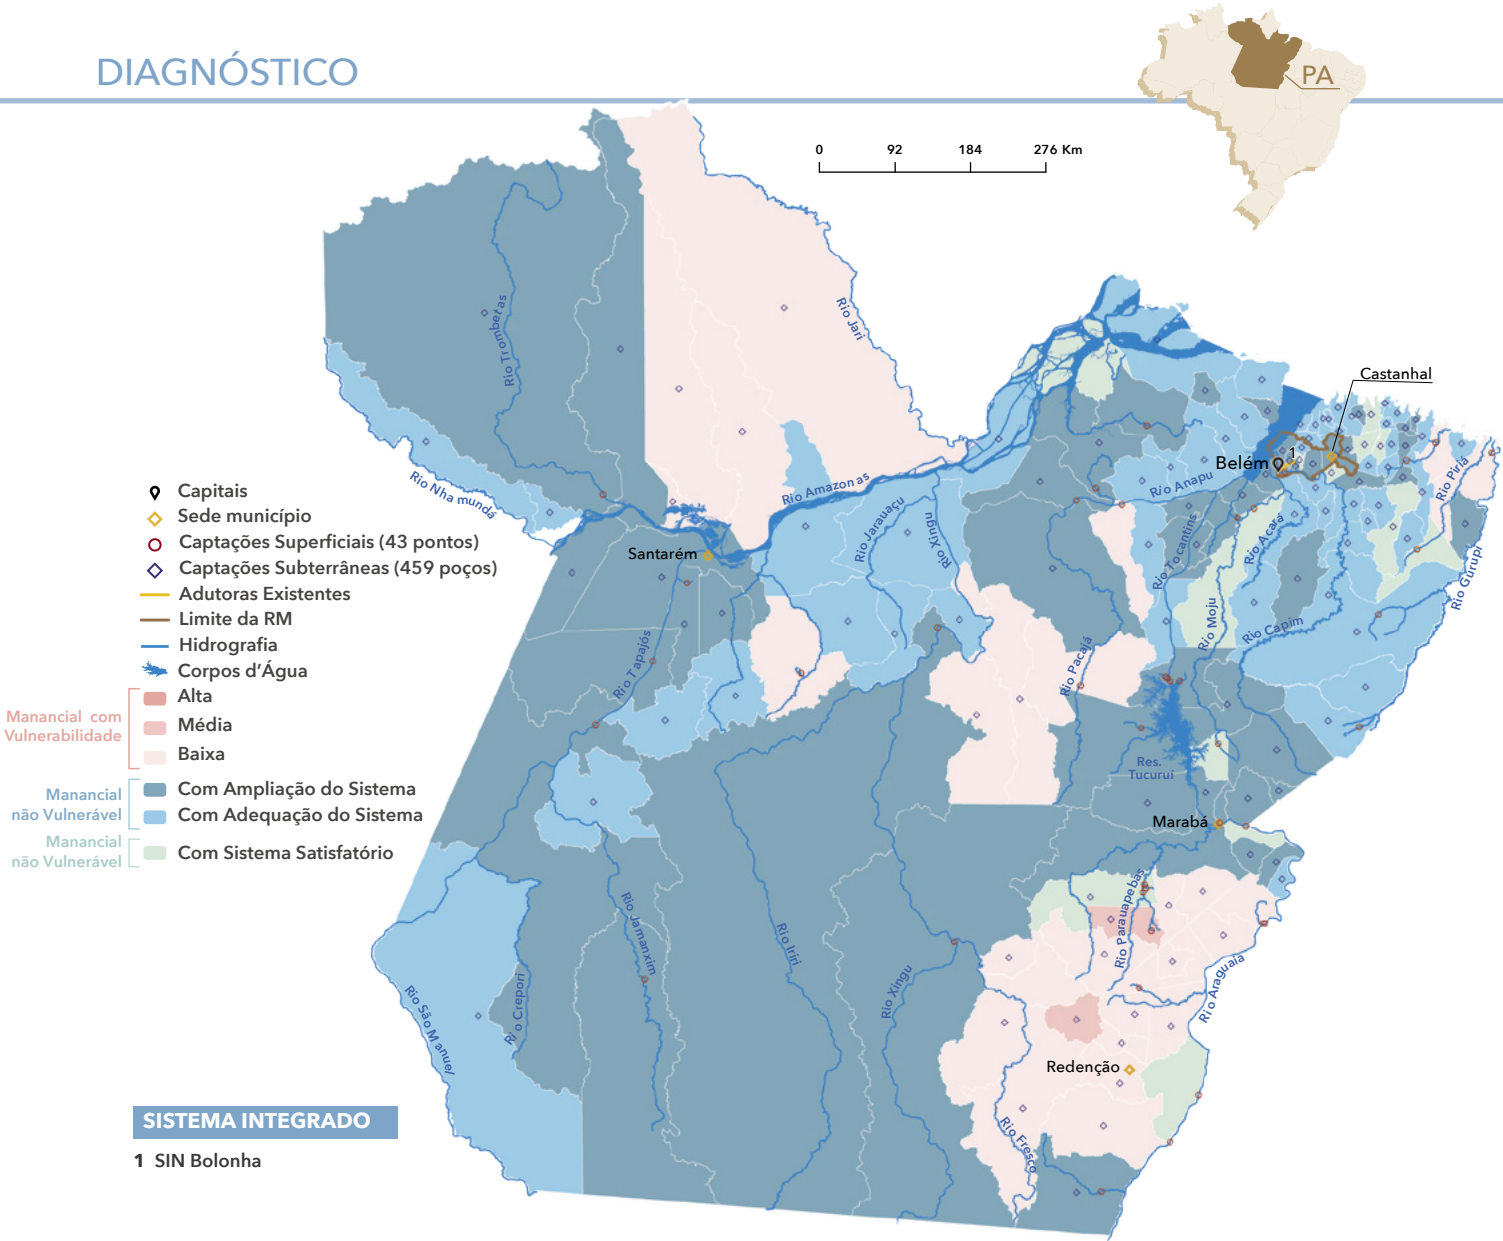 DIAGNÓSTICO
PA
0 92 184 276 Km
Castanhal
Belém
1
Santarém
Marabá
Redenção
Rio Trombetas
Rio Jari
Rio Nhamundá
Rio Amazonas
Rio Jarauaçu
Rio Xingu
Rio Anapu
Rio Tocantins
Rio Acará
Rio Moju
Rio Capim
Rio Piriá
Rio Gurupi
Rio Tapajós
Rio Pacajá
Res.
Tucuruí
Rio Jamanxim
Rio Iriri
Rio Xingu
Rio Parauapebas
Rio Araguaia
Rio Crepori
Rio São Manuel
Rio Fresco
Capitais
Sede município
Captações Superficiais (43 pontos)
Captações Subterrâneas (459 poços)
Adutoras Existentes
Limite da RM
Hidrografia
Corpos d'Água
Manancial com
Vulnerabilidade
Alta
Média
Baixa
Manancial
não Vulnerável
Com Ampliação do Sistema
Com Adequação do Sistema
Manancial
não Vulnerável
Com Sistema Satisfatório
SISTEMA INTEGRADO
1 SIN Bolonha